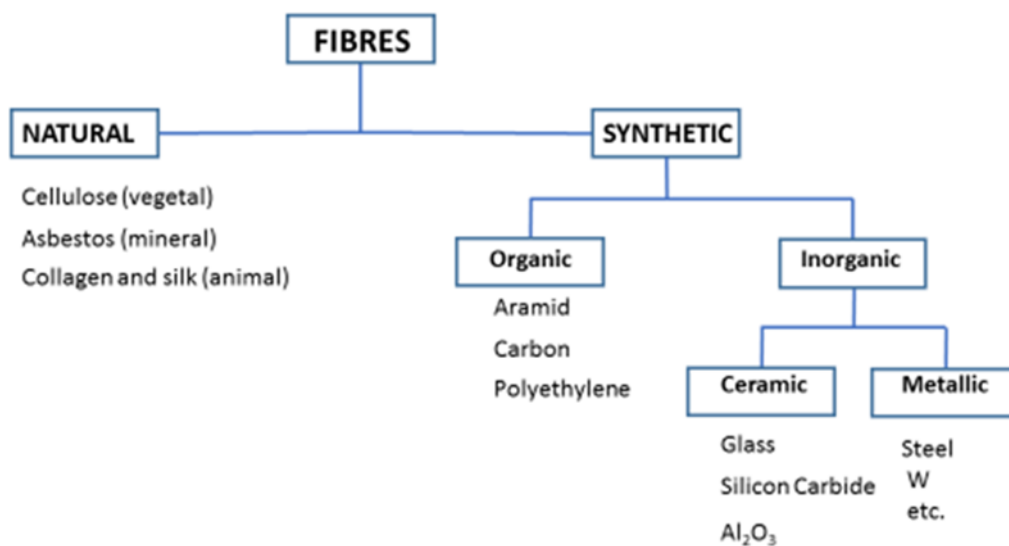 FIBRES
NATURAL
SYNTHETIC
Cellulose (vegetal)
Asbestos (mineral)
Collagen and silk (animal)
Organic
Inorganic
Aramid
Carbon
Polyethylene
Ceramic
Metallic
Glass
Silicon Carbide
Al₂O₃
Steel
W
etc.